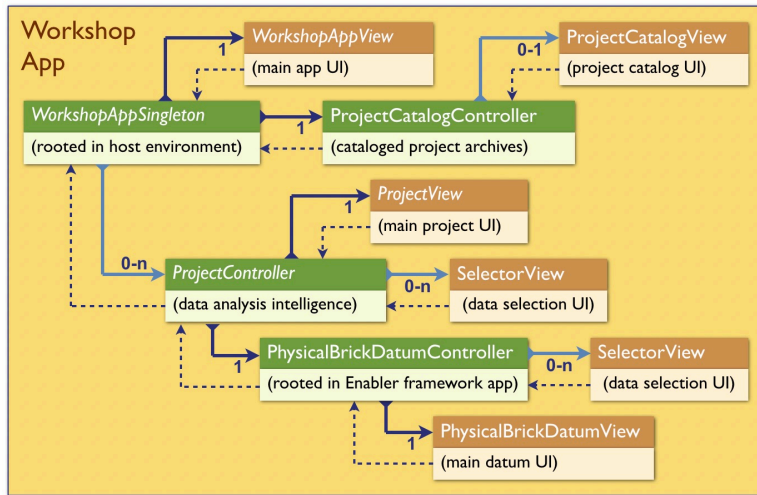 Workshop
App
WorkshopAppView
(main app UI)
1
ProjectCatalogView
(project catalog UI)
0-1
WorkshopAppSingleton
(rooted in host environment)
1
ProjectCatalogController
(cataloged project archives)
ProjectView
(main project UI)
1
0-n
ProjectController
(data analysis intelligence)
0-n
SelectorView
(data selection UI)
1
PhysicalBrickDatumController
(rooted in Enabler framework app)
0-n
SelectorView
(data selection UI)
1
PhysicalBrickDatumView
(main datum UI)